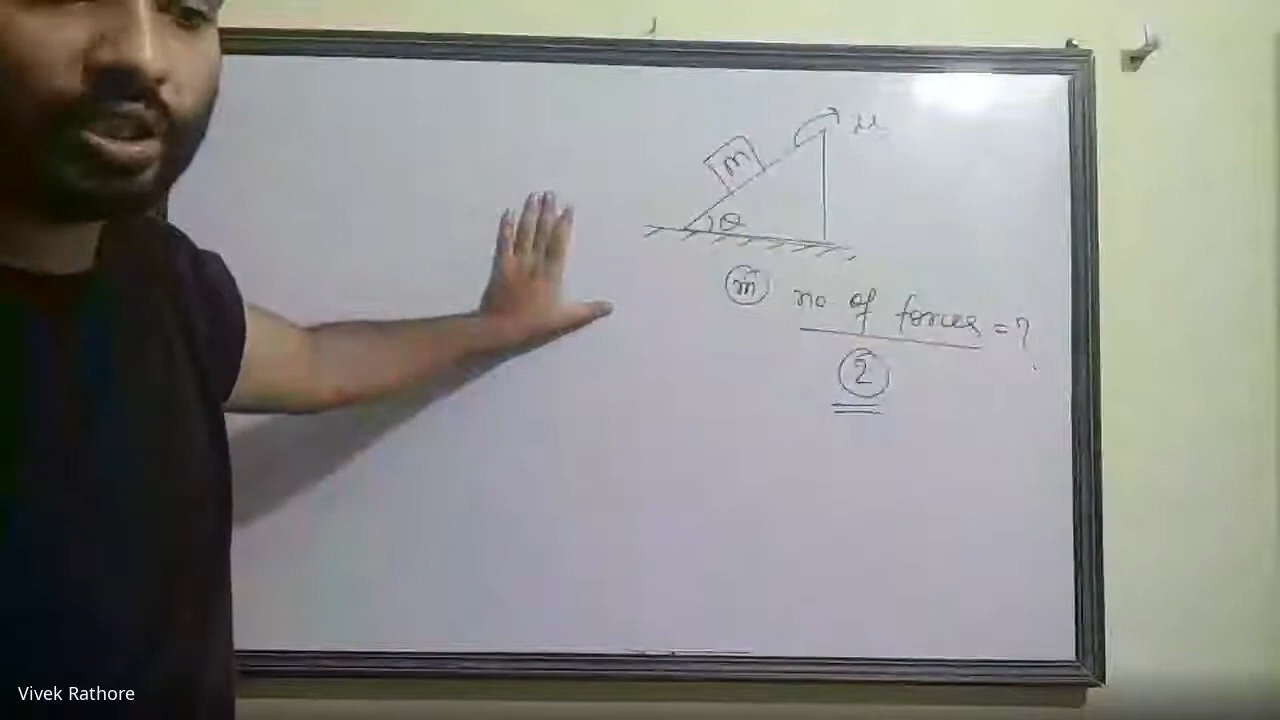 μ
m
θ
m no of forces = ?
2
Vivek Rathore